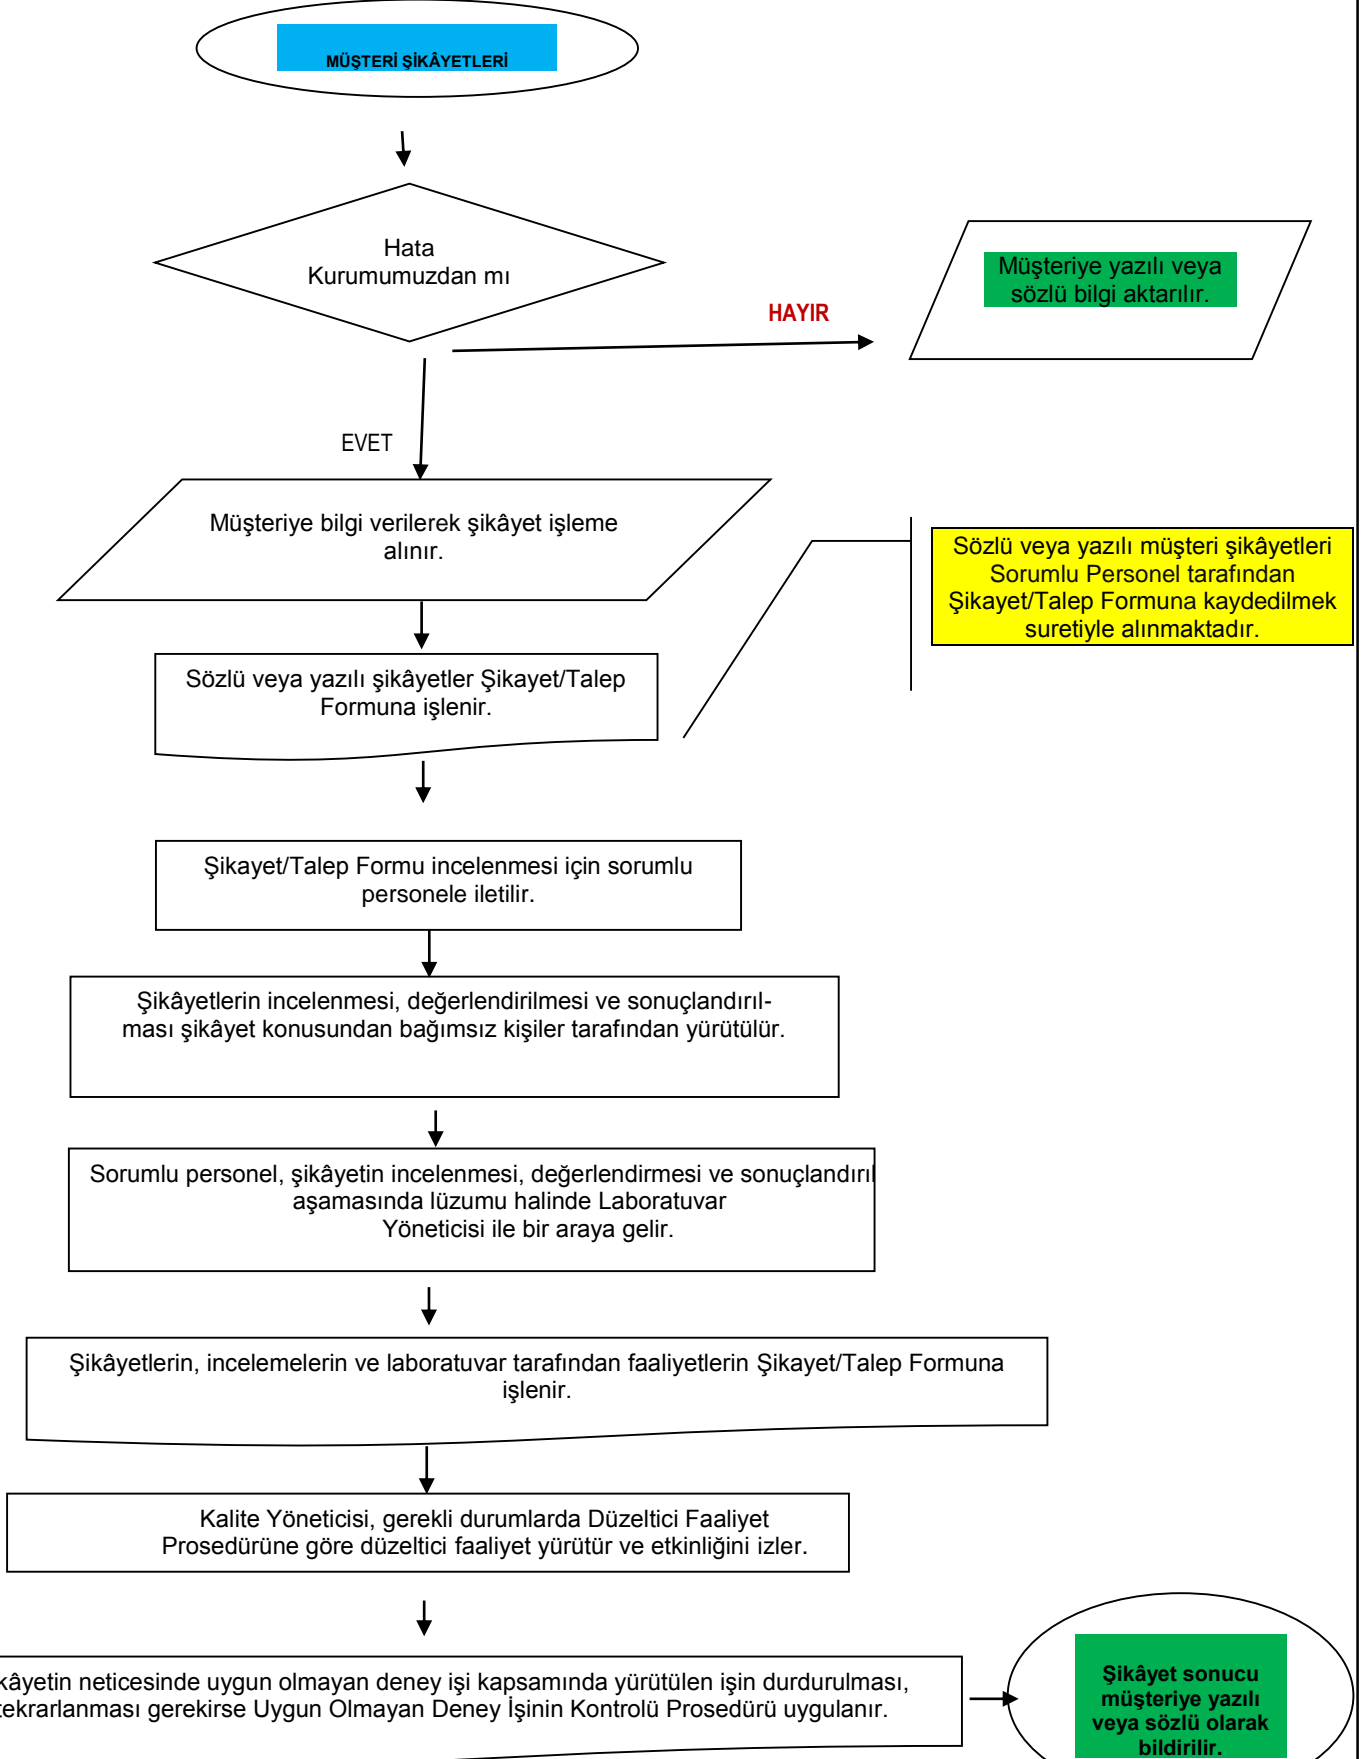 MÜŞTERİ ŞİKÂYETLERİ
Hata
Kurumumuzdan mı
Müşteriye yazılı veya
sözlü bilgi aktarılır.
HAYIR
EVET
Müşteriye bilgi verilerek şikâyet işleme
alınır.
Sözlü veya yazılı müşteri şikâyetleri
Sorumlu Personel tarafından
Şikayet/Talep Formuna kaydedilmek
suretiyle alınmaktadır.
Sözlü veya yazılı şikâyetler Şikayet/Talep
Formuna işlenir.
Şikayet/Talep Formu incelenmesi için sorumlu
personele iletilir.
Şikâyetlerin incelenmesi, değerlendirilmesi ve sonuçlandırıl-
ması şikâyet konusundan bağımsız kişiler tarafından yürütülür.
Sorumlu personel, şikâyetin incelenmesi, değerlendirmesi ve sonuçlandırıl
aşamasında lüzumu halinde Laboratuvar
Yöneticisi ile bir araya gelir.
Şikâyetlerin, incelemelerin ve laboratuvar tarafından faaliyetlerin Şikayet/Talep Formuna
işlenir.
Kalite Yöneticisi, gerekli durumlarda Düzeltici Faaliyet
Prosedürüne göre düzeltici faaliyet yürütür ve etkinliğini izler.
kâyetin neticesinde uygun olmayan deney işi kapsamında yürütülen işin durdurulması,
tekrarlanması gerekirse Uygun Olmayan Deney İşinin Kontrolü Prosedürü uygulanır.
Şikâyet sonucu
müşteriye yazılı
veya sözlü olarak
bildirilir.